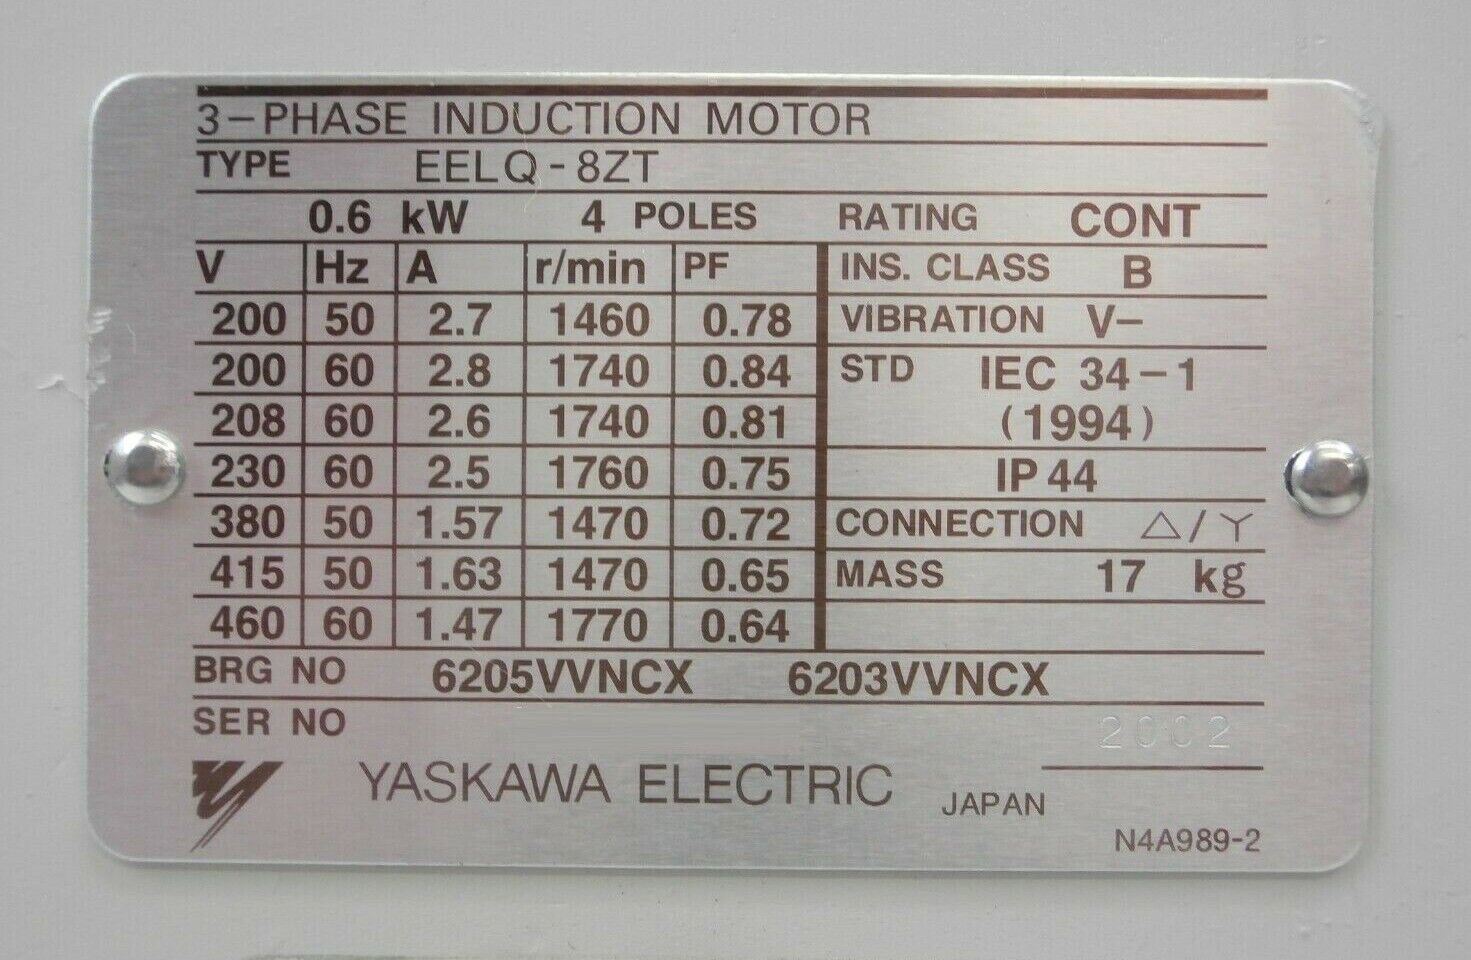 3-PHASE INDUCTION MOTOR
TYPE EELQ-8ZT
0.6 kW 4 POLES RATING CONT
V Hz A r/min PF INS. CLASS B
200 50 2.7 1460 0.78 VIBRATION V-
200 60 2.8 1740 0.84 STD IEC 34-1
208 60 2.6 1740 0.81 (1994)
230 60 2.5 1760 0.75 IP 44
380 50 1.57 1470 0.72 CONNECTION △/Y
415 50 1.63 1470 0.65 MASS 17 kg
460 60 1.47 1770 0.64
BRG NO 6205VVNCX 6203VVNCX
SER NO 2002
YASKAWA ELECTRIC JAPAN
N4A989-2